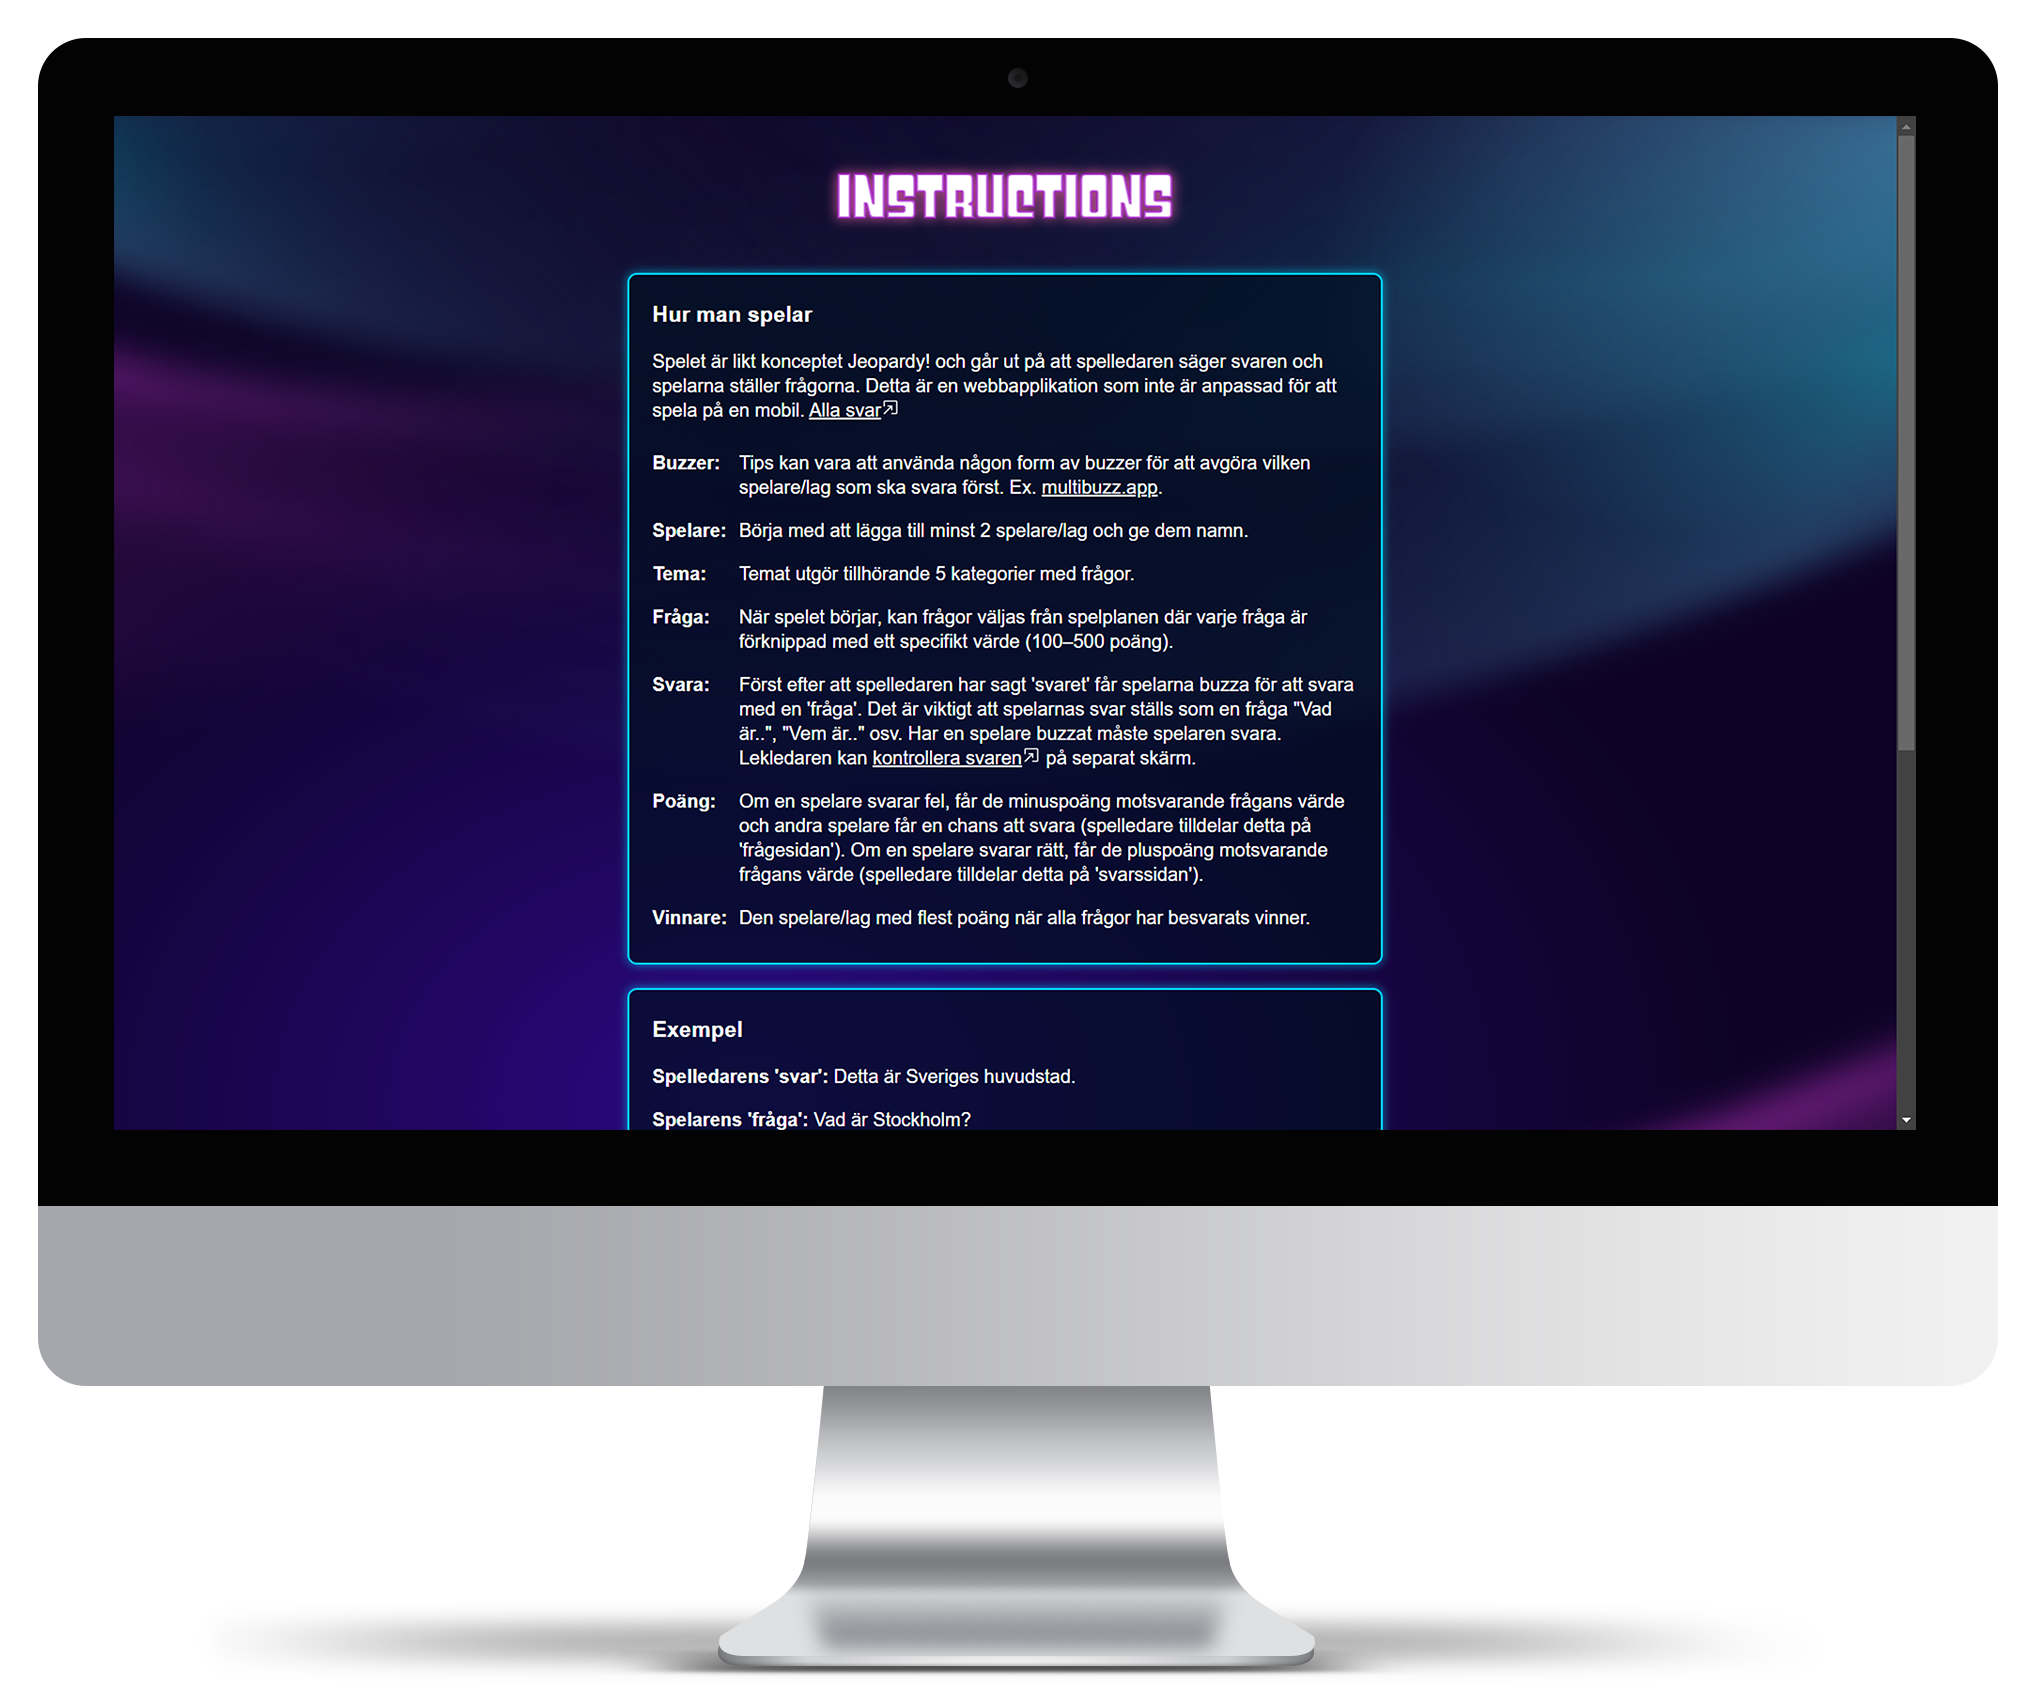 INSTRUCTIONS
Hur man spelar
Spelet är likt konceptet Jeopardy! och går ut på att spelledaren säger svaren och
spelarna ställer frågorna. Detta är en webbapplikation som inte är anpassad för att
spela på en mobil. Alla svar
Buzzer: Tips kan vara att använda någon form av buzzer för att avgöra vilken
spelare/lag som ska svara först. Ex. multibuzz.app.
Spelare: Börja med att lägga till minst 2 spelare/lag och ge dem namn.
Tema: Temat utgör tillhörande 5 kategorier med frågor.
Fråga: När spelet börjar, kan frågor väljas från spelplanen där varje fråga är
förknippad med ett specifikt värde (100–500 poäng).
Svara: Först efter att spelledaren har sagt 'svaret' får spelarna buzza för att svara
med en 'fråga'. Det är viktigt att spelarnas svar ställs som en fråga "Vad
är..", "Vem är.." osv. Har en spelare buzzat måste spelaren svara.
Lekledaren kan kontrollera svaren på separat skärm.
Poäng: Om en spelare svarar fel, får de minuspoäng motsvarande frågans värde
och andra spelare får en chans att svara (spelledare tilldelar detta på
'frågesidan'). Om en spelare svarar rätt, får de pluspoäng motsvarande
frågans värde (spelledare tilldelar detta på 'svarssidan').
Vinnare: Den spelare/lag med flest poäng när alla frågor har besvarats vinner.
Exempel
Spelledarens 'svar': Detta är Sveriges huvudstad.
Spelarens 'fråga': Vad är Stockholm?